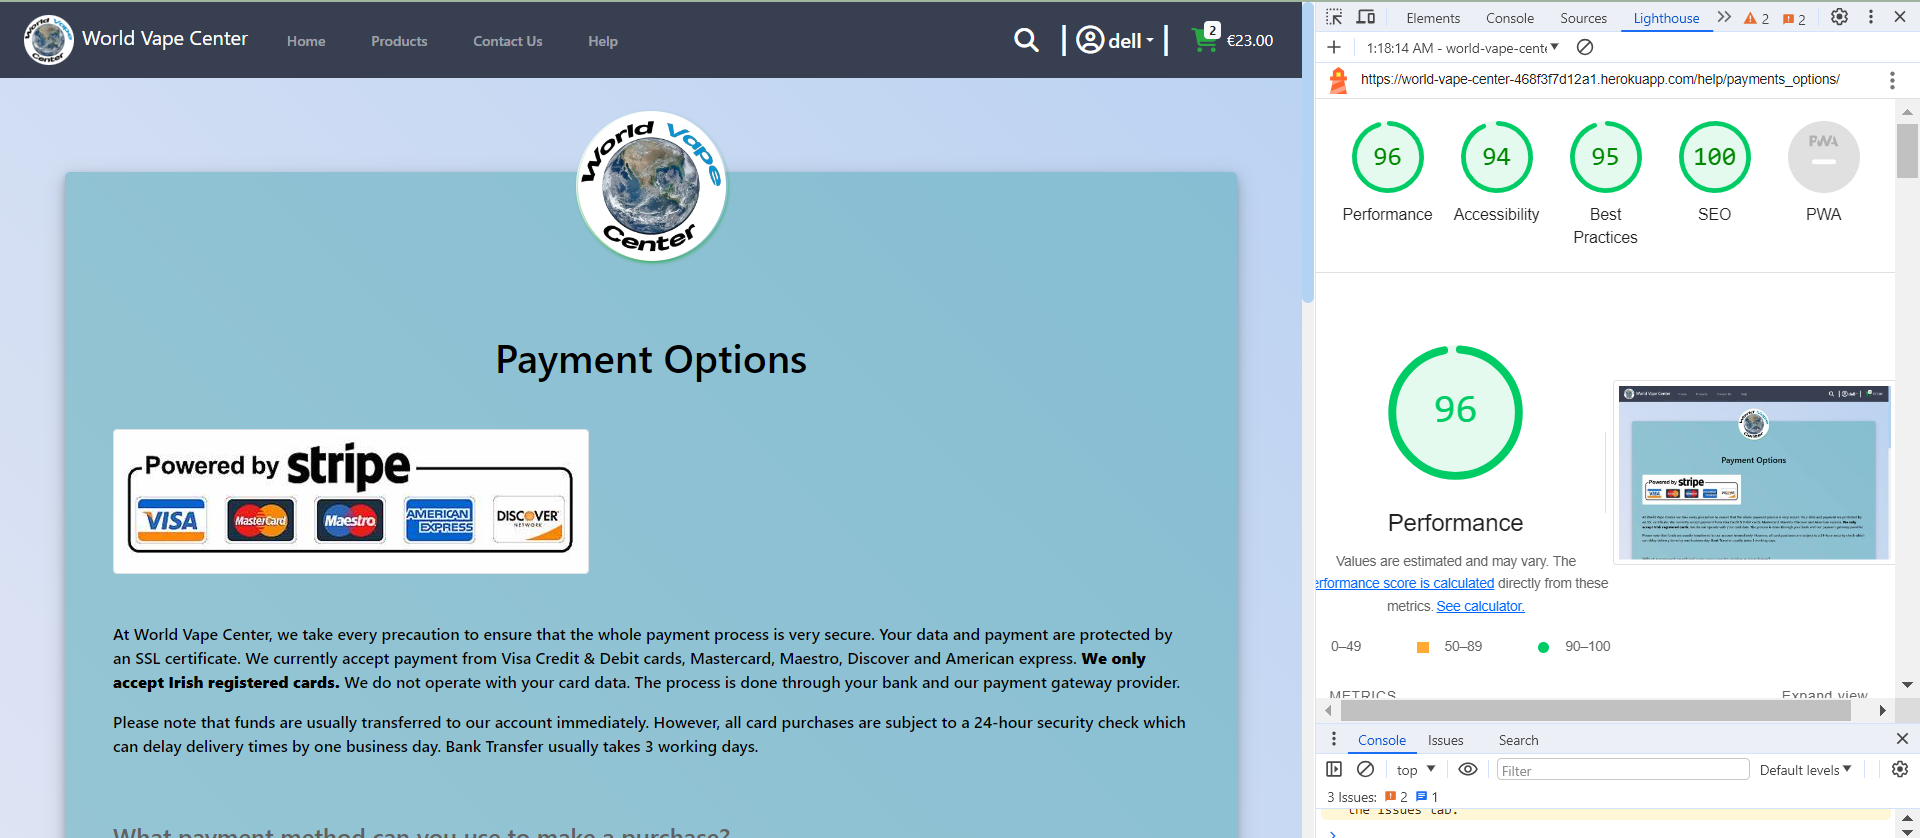 World Vape Center
Home
Products
Contact Us
Help
dell
2
€23.00
World Vape
Center
Payment Options
Powered by stripe
VISA
MasterCard
Maestro
AMERICAN EXPRESS
DISCOVER
NETWORK
At World Vape Center, we take every precaution to ensure that the whole payment process is very secure. Your data and payment are protected by
an SSL certificate. We currently accept payment from Visa Credit & Debit cards, Mastercard, Maestro, Discover and American express. We only
accept Irish registered cards. We do not operate with your card data. The process is done through your bank and our payment gateway provider.
Please note that funds are usually transferred to our account immediately. However, all card purchases are subject to a 24-hour security check which
can delay delivery times by one business day. Bank Transfer usually takes 3 working days.
What payment method can you use to make a purchase?
Elements
Console
Sources
Lighthouse
2
2
1:18:14 AM - world-vape-cente
https://world-vape-center-468f3f7d12a1.herokuapp.com/help/payments_options/
96
94
95
100
PWA
Performance
Accessibility
Best
Practices
SEO
PWA
96
Performance
Values are estimated and may vary. The
erformance score is calculated directly from these
metrics. See calculator.
0–49
50–89
90–100
METRICS
Expand view
World Vape Center
Payment Options
Powered by stripe
Console
Issues
Search
top
Filter
Default levels
3 Issues:
2
1
the Issues tab.